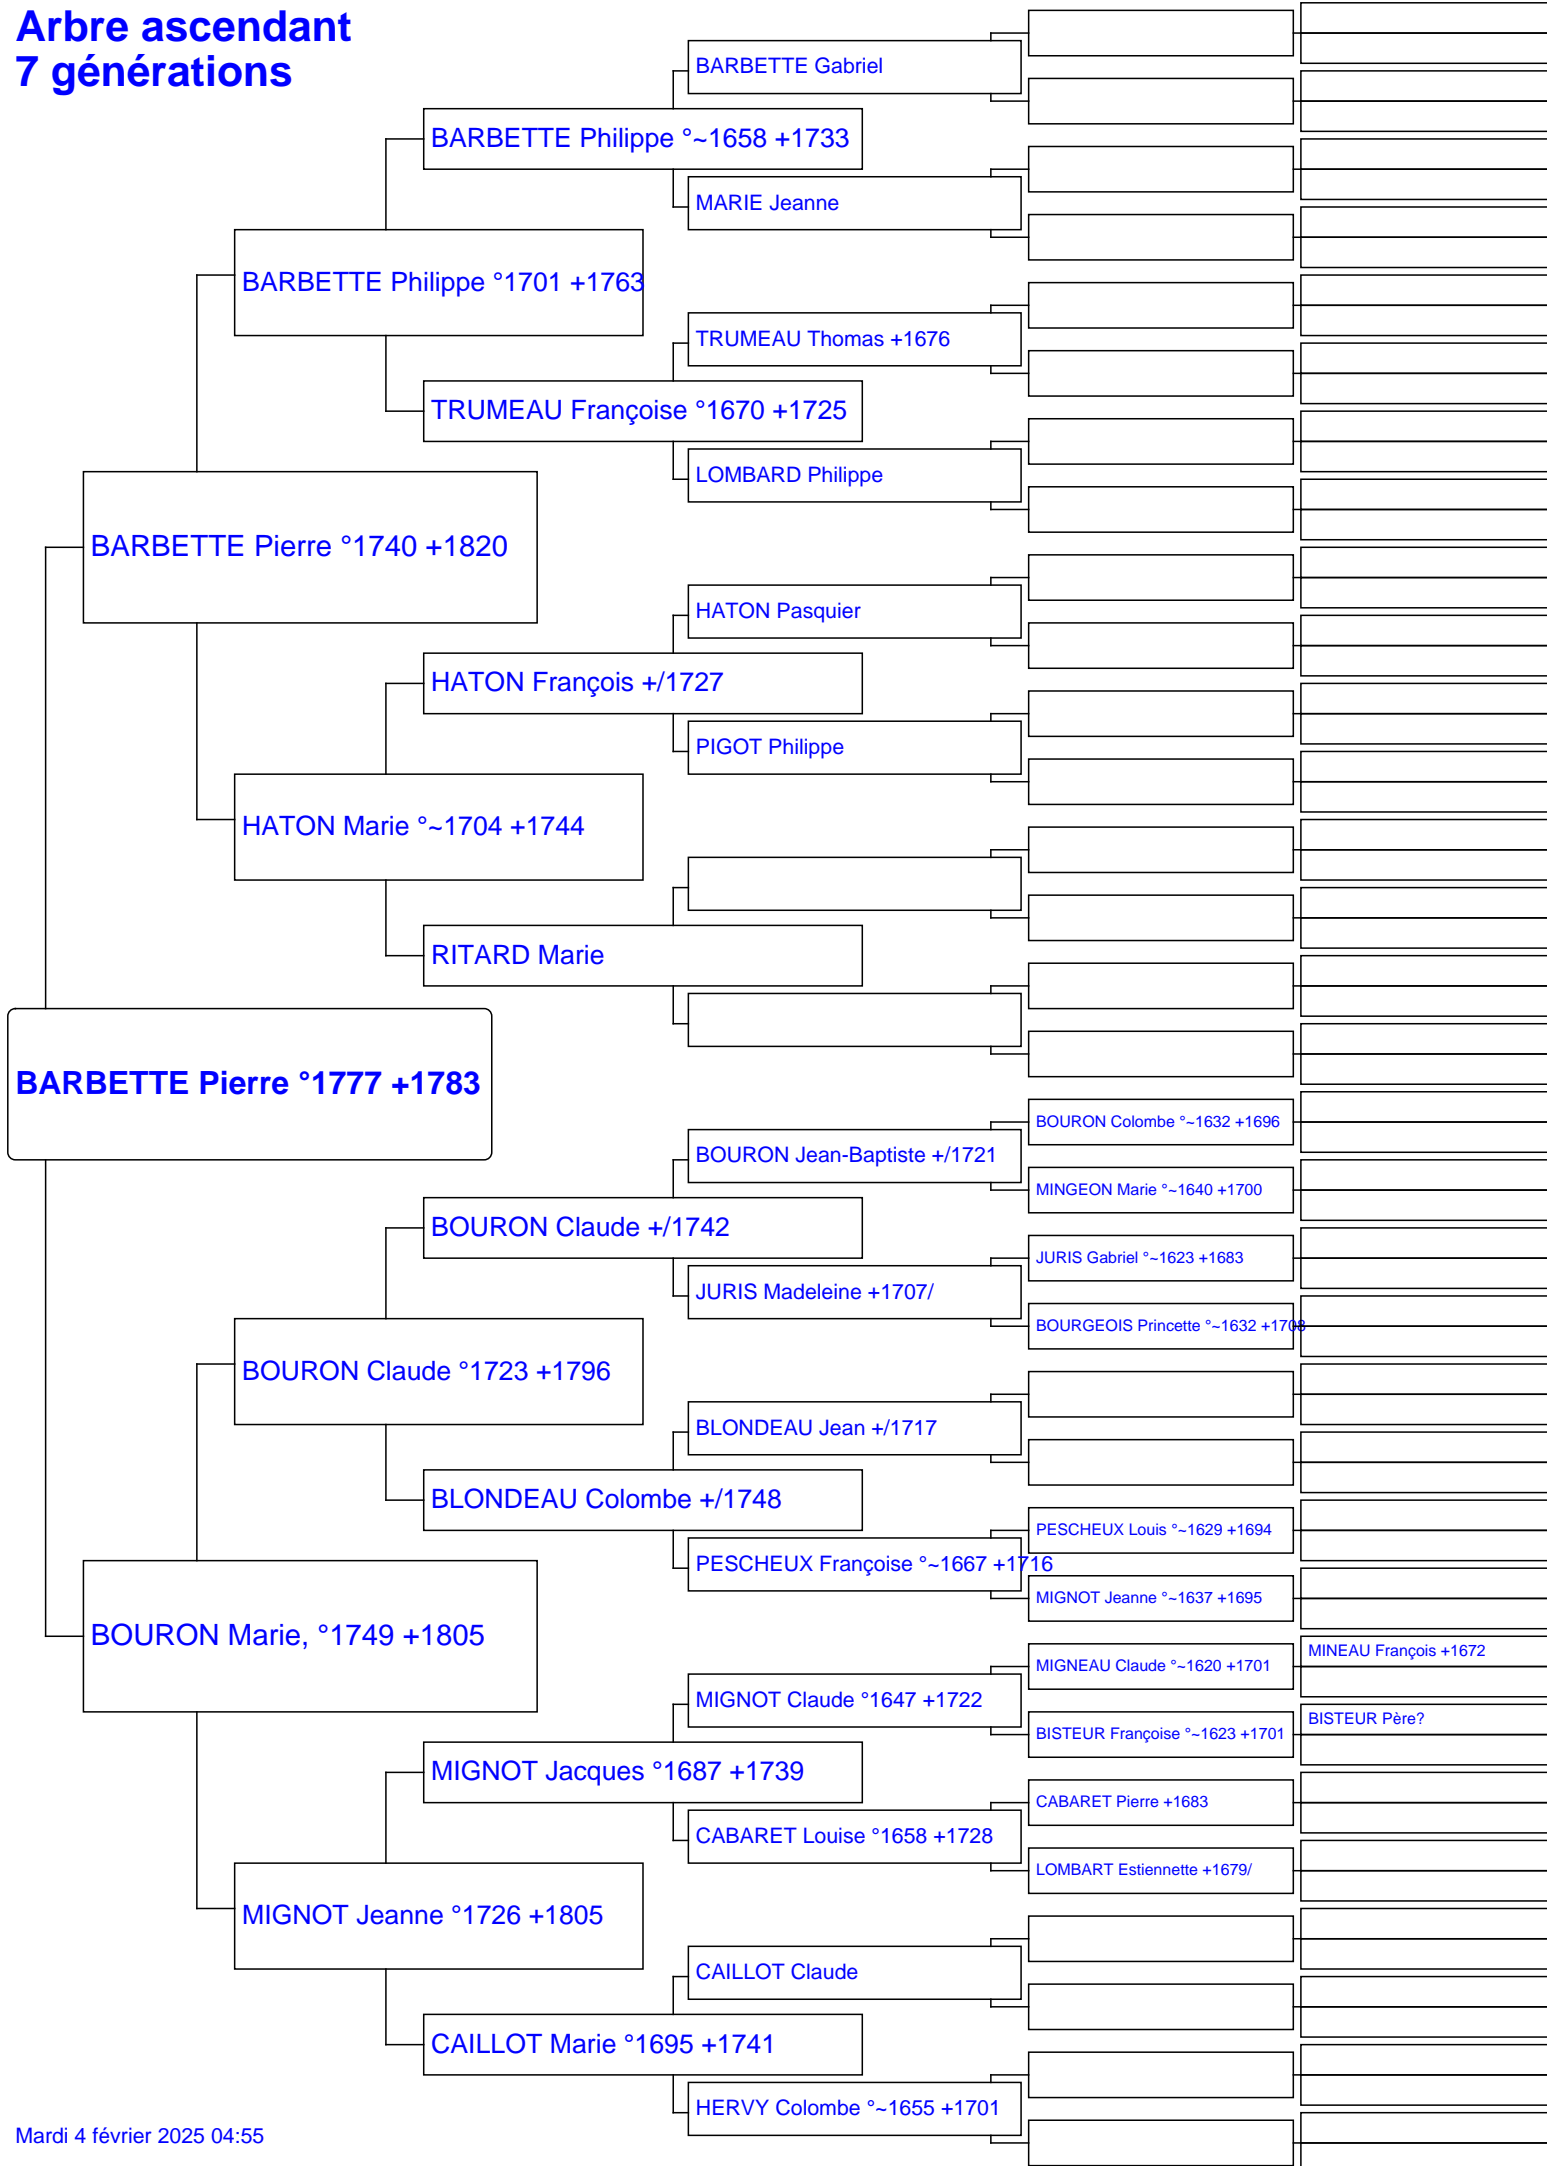 Arbre ascendant
7 générations
BARBETTE Gabriel
BARBETTE Philippe °~1658 +1733
MARIE Jeanne
BARBETTE Philippe °1701 +1763
TRUMEAU Thomas +1676
TRUMEAU Françoise °1670 +1725
LOMBARD Philippe
BARBETTE Pierre °1740 +1820
HATON Pasquier
HATON François +/1727
PIGOT Philippe
HATON Marie °~1704 +1744
RITARD Marie
BARBETTE Pierre °1777 +1783
BOURON Colombe °~1632 +1696
BOURON Jean-Baptiste +/1721
MINGEON Marie °~1640 +1700
BOURON Claude +/1742
JURIS Gabriel °~1623 +1683
JURIS Madeleine +1707/
BOURGEOIS Princette °~1632 +1708
BOURON Claude °1723 +1796
BLONDEAU Jean +/1717
BLONDEAU Colombe +/1748
PESCHEUX Louis °~1629 +1694
PESCHEUX Françoise °~1667 +1716
MIGNOT Jeanne °~1637 +1695
BOURON Marie, °1749 +1805
MINEAU François +1672
MIGNEAU Claude °~1620 +1701
MIGNOT Claude °1647 +1722
BISTEUR Père?
BISTEUR Françoise °~1623 +1701
MIGNOT Jacques °1687 +1739
CABARET Pierre +1683
CABARET Louise °1658 +1728
LOMBART Estiennette +1679/
MIGNOT Jeanne °1726 +1805
CAILLOT Claude
CAILLOT Marie °1695 +1741
HERVY Colombe °~1655 +1701
Mardi 4 février 2025 04:55